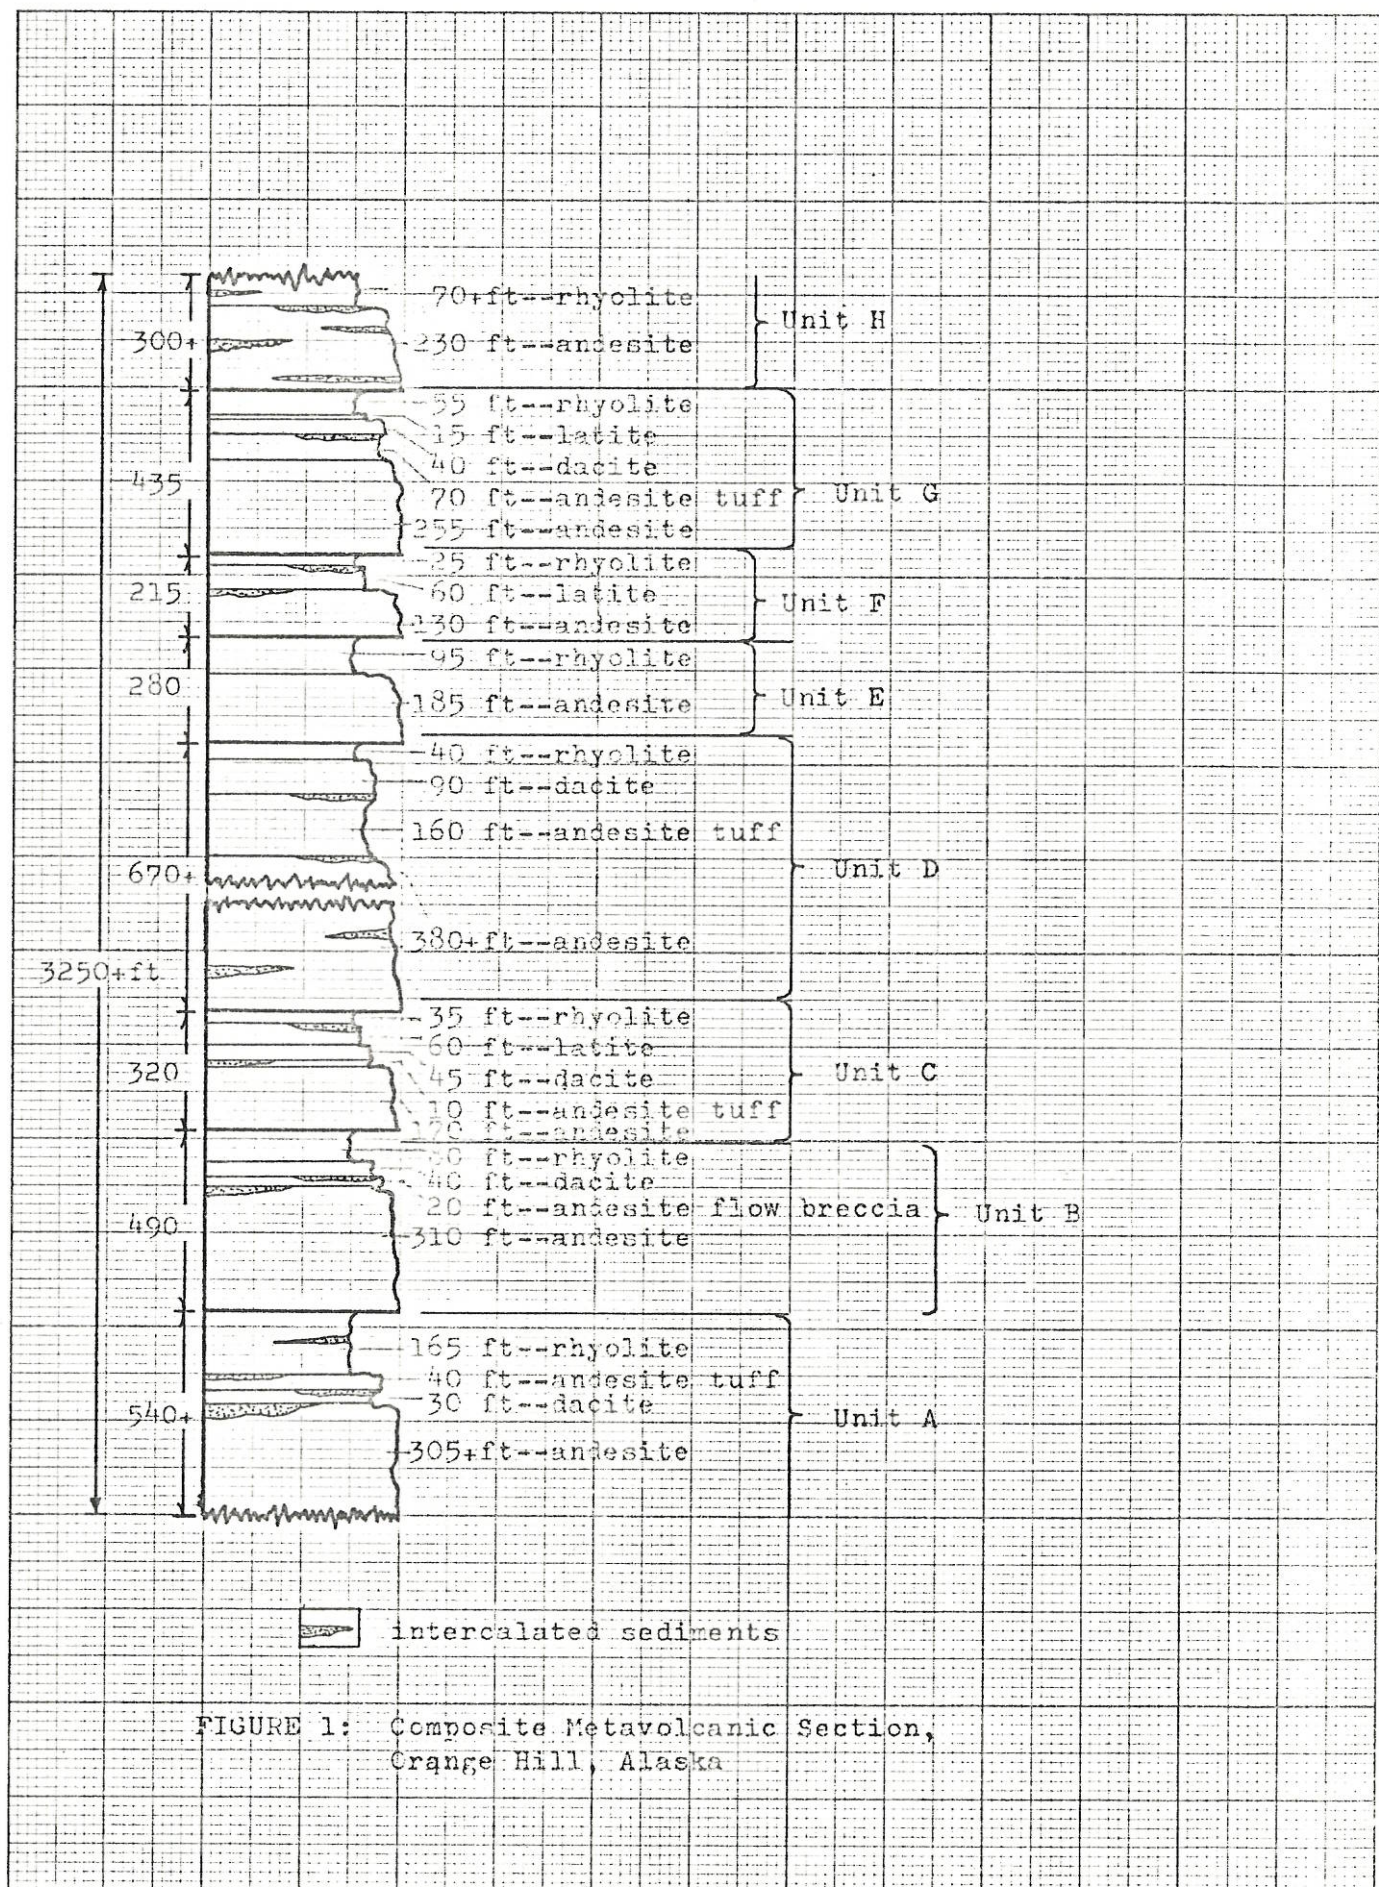 70+ft--rhyolite
Unit H
300+
230 ft--andesite
55 ft--rhyolite
15 ft--latite
40 ft--dacite
435
70 ft--andesite tuff
Unit G
255 ft--andesite
25 ft--rhyolite
215
60 ft--latite
Unit F
130 ft--andesite
95 ft--rhyolite
280
185 ft--andesite
Unit E
40 ft--rhyolite
90 ft--dacite
160 ft--andesite tuff
670+
Unit D
380+ft--andesite
3250+ft
35 ft--rhyolite
60 ft--latite
320
45 ft--dacite
Unit C
10 ft--andesite tuff
170 ft--andesite
ft--rhyolite
40 ft--dacite
20 ft--andesite flow breccia
Unit B
490
310 ft--andesite
165 ft--rhyolite
40 ft--andesite tuff
30 ft--dacite
540+
Unit A
305+ft--andesite
intercalated sediments
FIGURE 1: Composite Metavolcanic Section,
Orange Hill, Alaska